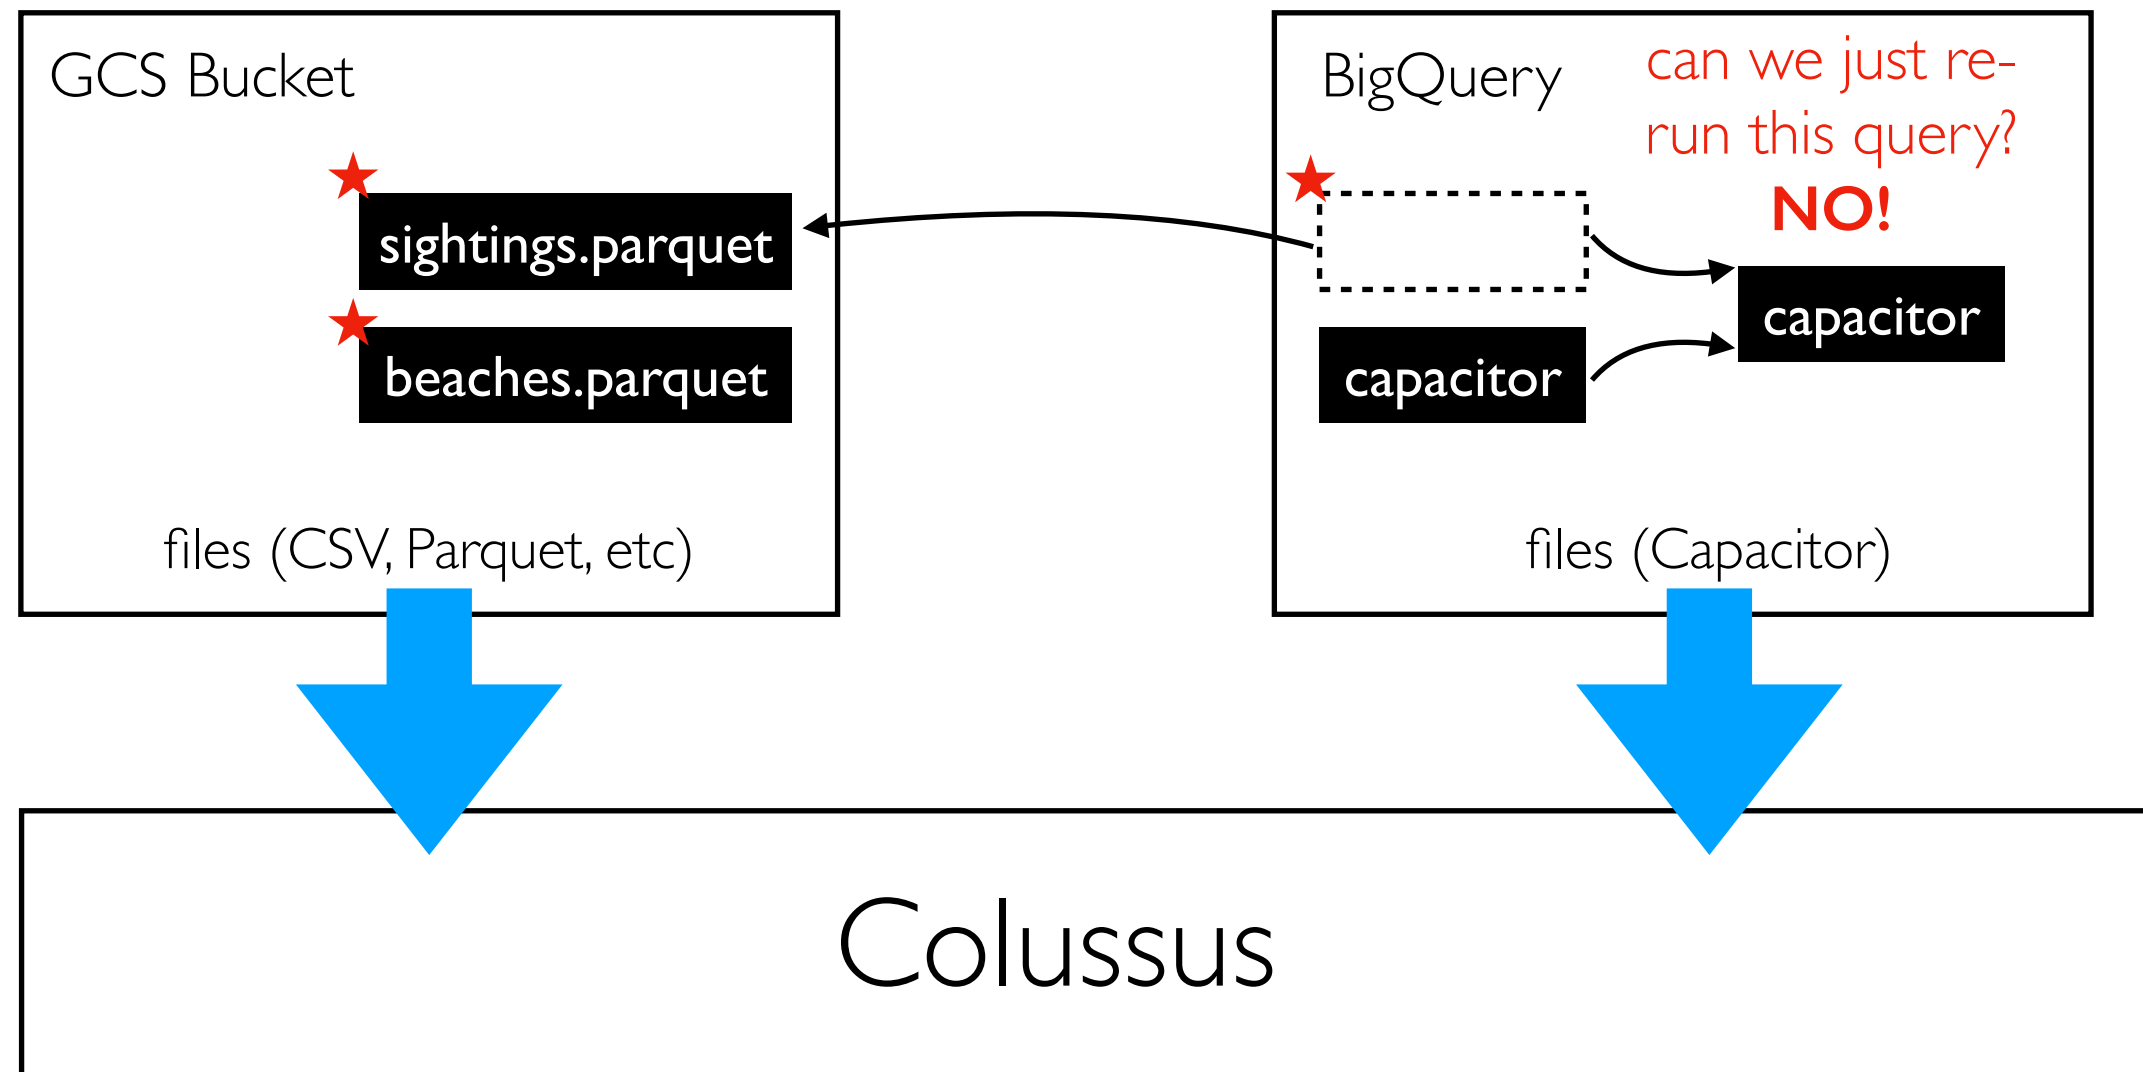 GCS Bucket
sightings.parquet
beaches.parquet
files (CSV, Parquet, etc)
BigQuery
can we just re-
run this query?
NO!
capacitor
capacitor
files (Capacitor)
Colussus